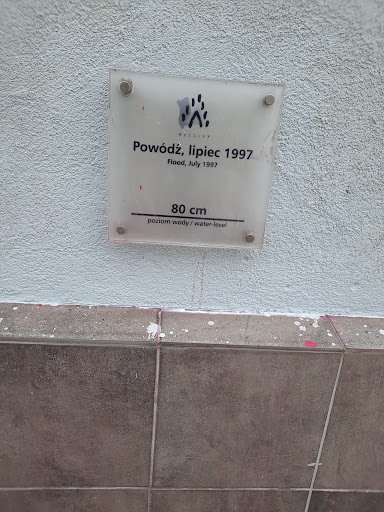 Powódź, lipiec 1997
Flood, July 1997
80 cm
poziom wody / water-level